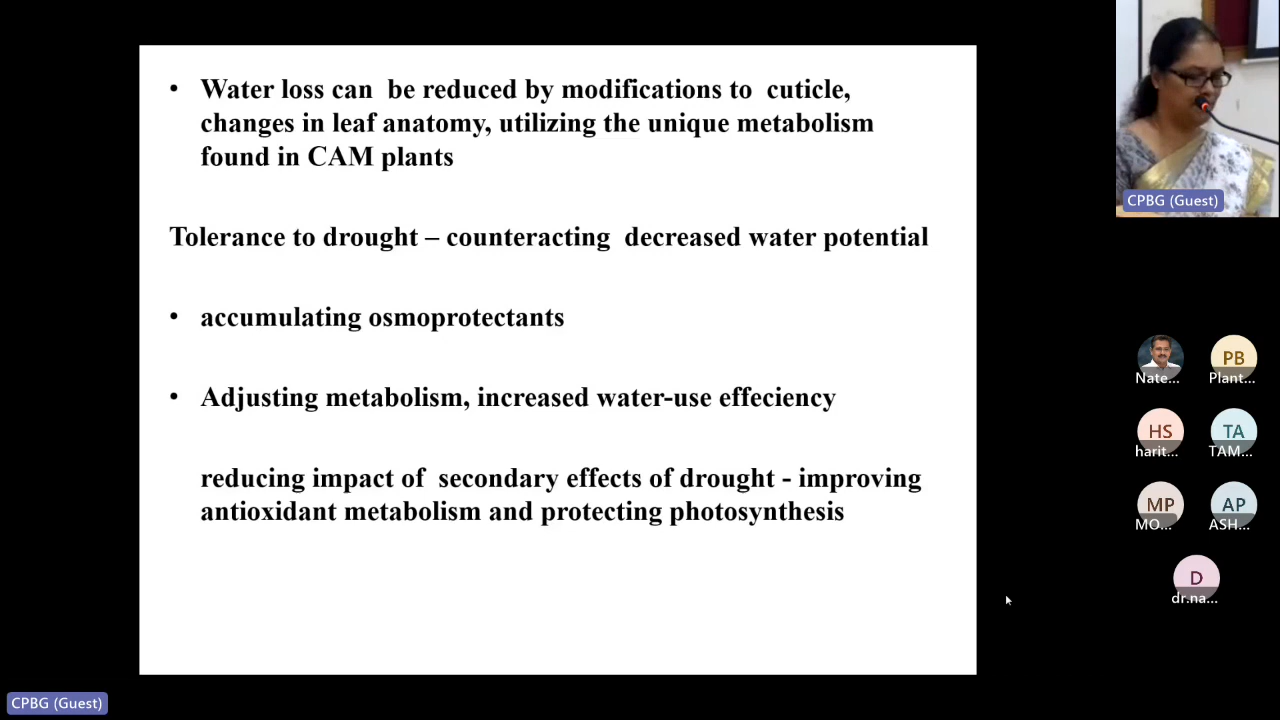 • Water loss can be reduced by modifications to cuticle,
changes in leaf anatomy, utilizing the unique metabolism
found in CAM plants
Tolerance to drought – counteracting decreased water potential
• accumulating osmoprotectants
• Adjusting metabolism, increased water-use effeciency
reducing impact of secondary effects of drought - improving
antioxidant metabolism and protecting photosynthesis
CPBG (Guest)
Nate...
PB
Plant...
HS
harit...
TA
TAM...
MP
MO...
AP
ASH...
D
dr.na...
CPBG (Guest)